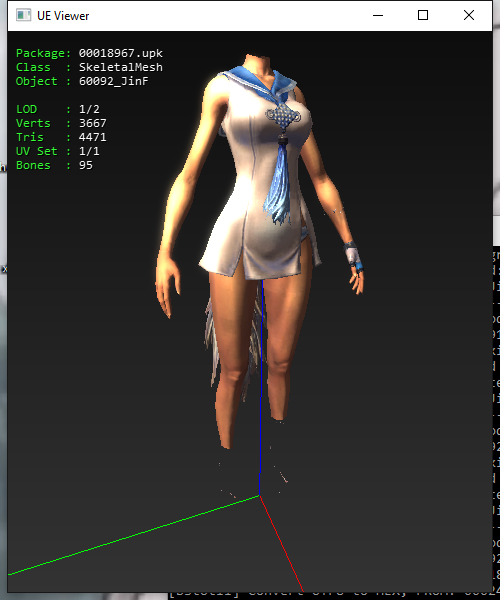 UE Viewer
Package: 00018967.upk
Class : SkeletalMesh
Object : 60092_JinF
LOD : 1/2
Verts : 3667
Tris : 4471
UV Set : 1/1
Bones : 95